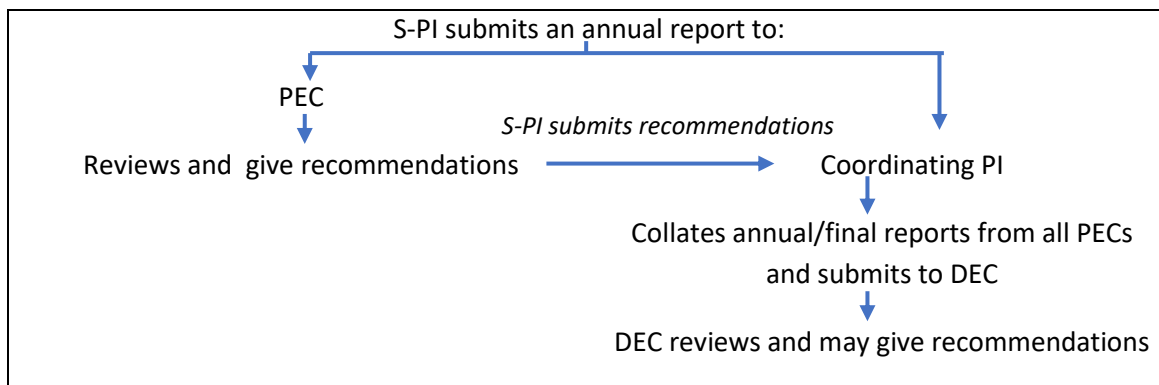 S-PI submits an annual report to:
PEC
S-PI submits recommendations
Reviews and  give recommendations
Coordinating PI
Collates annual/final reports from all PECs
and submits to DEC
DEC reviews and may give recommendations